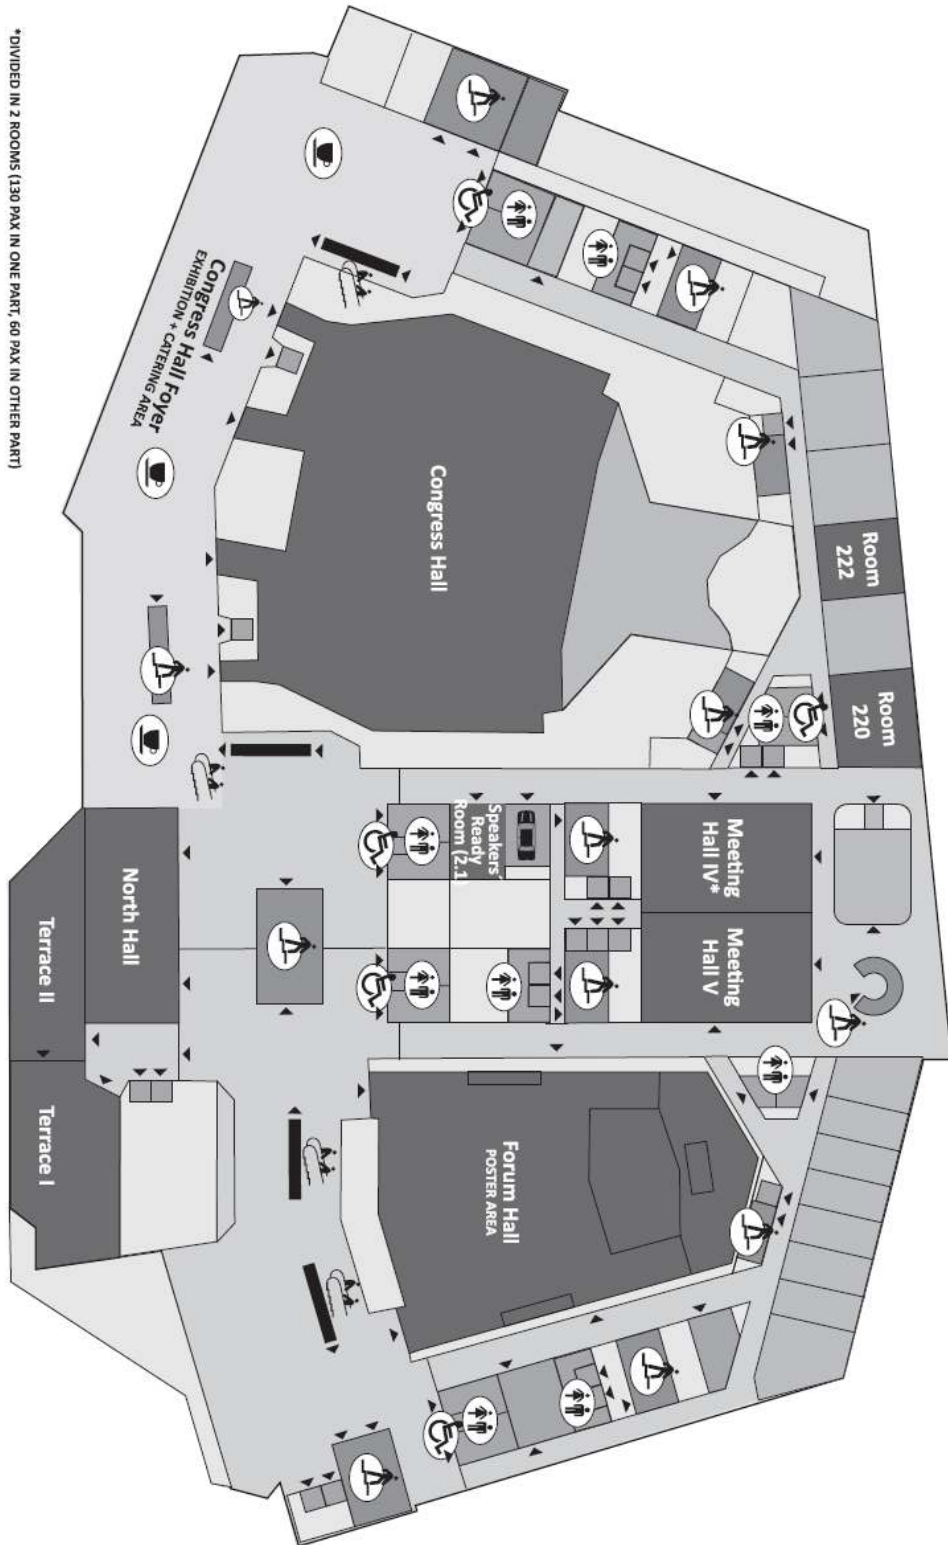 Room
222
Room
220
Congress Hall
Meeting
Hall IV*
Meeting
Hall V
Speakers´
Ready
Room (2.1)
Forum Hall
POSTER AREA
Congress Hall Foyer
EXHIBITION + CATERING AREA
North Hall
Terrace II
Terrace I
*DIVIDED IN 2 ROOMS (130 PAX IN ONE PART, 60 PAX IN OTHER PART)